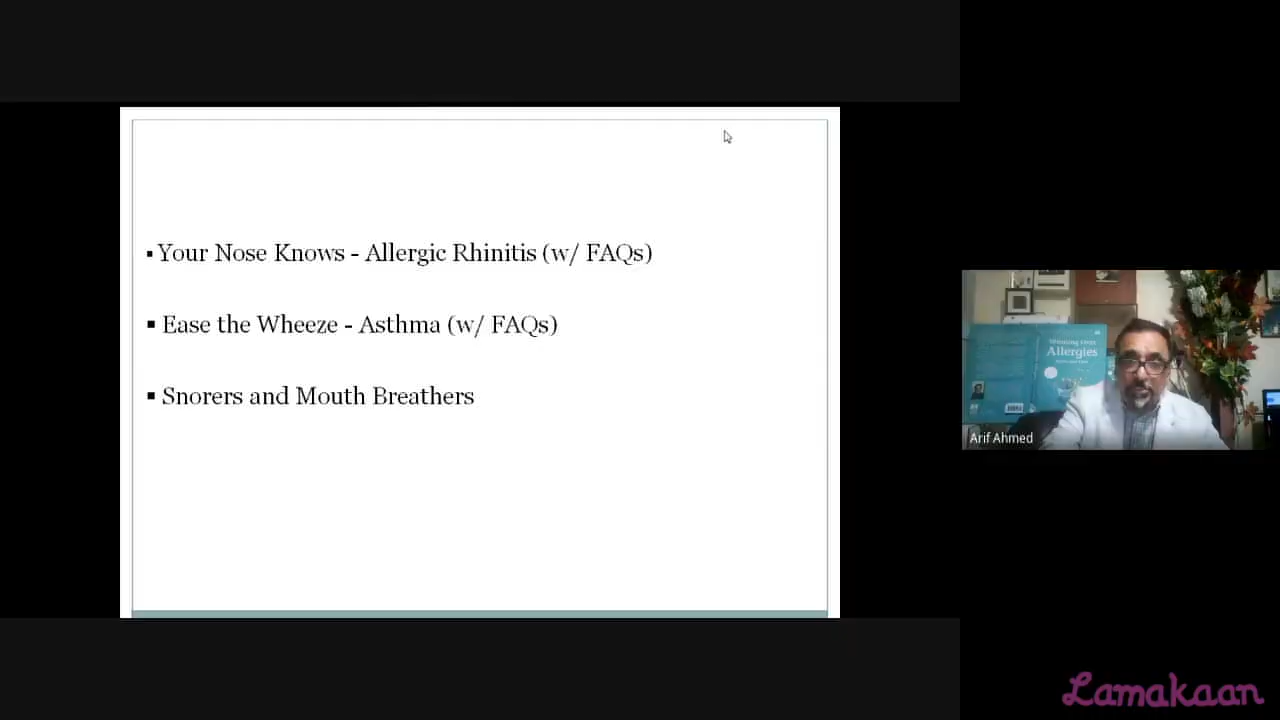 ▪ Your Nose Knows - Allergic Rhinitis (w/ FAQs)
▪ Ease the Wheeze - Asthma (w/ FAQs)
▪ Snorers and Mouth Breathers
Allergies
Arif Ahmed
Lamakaan